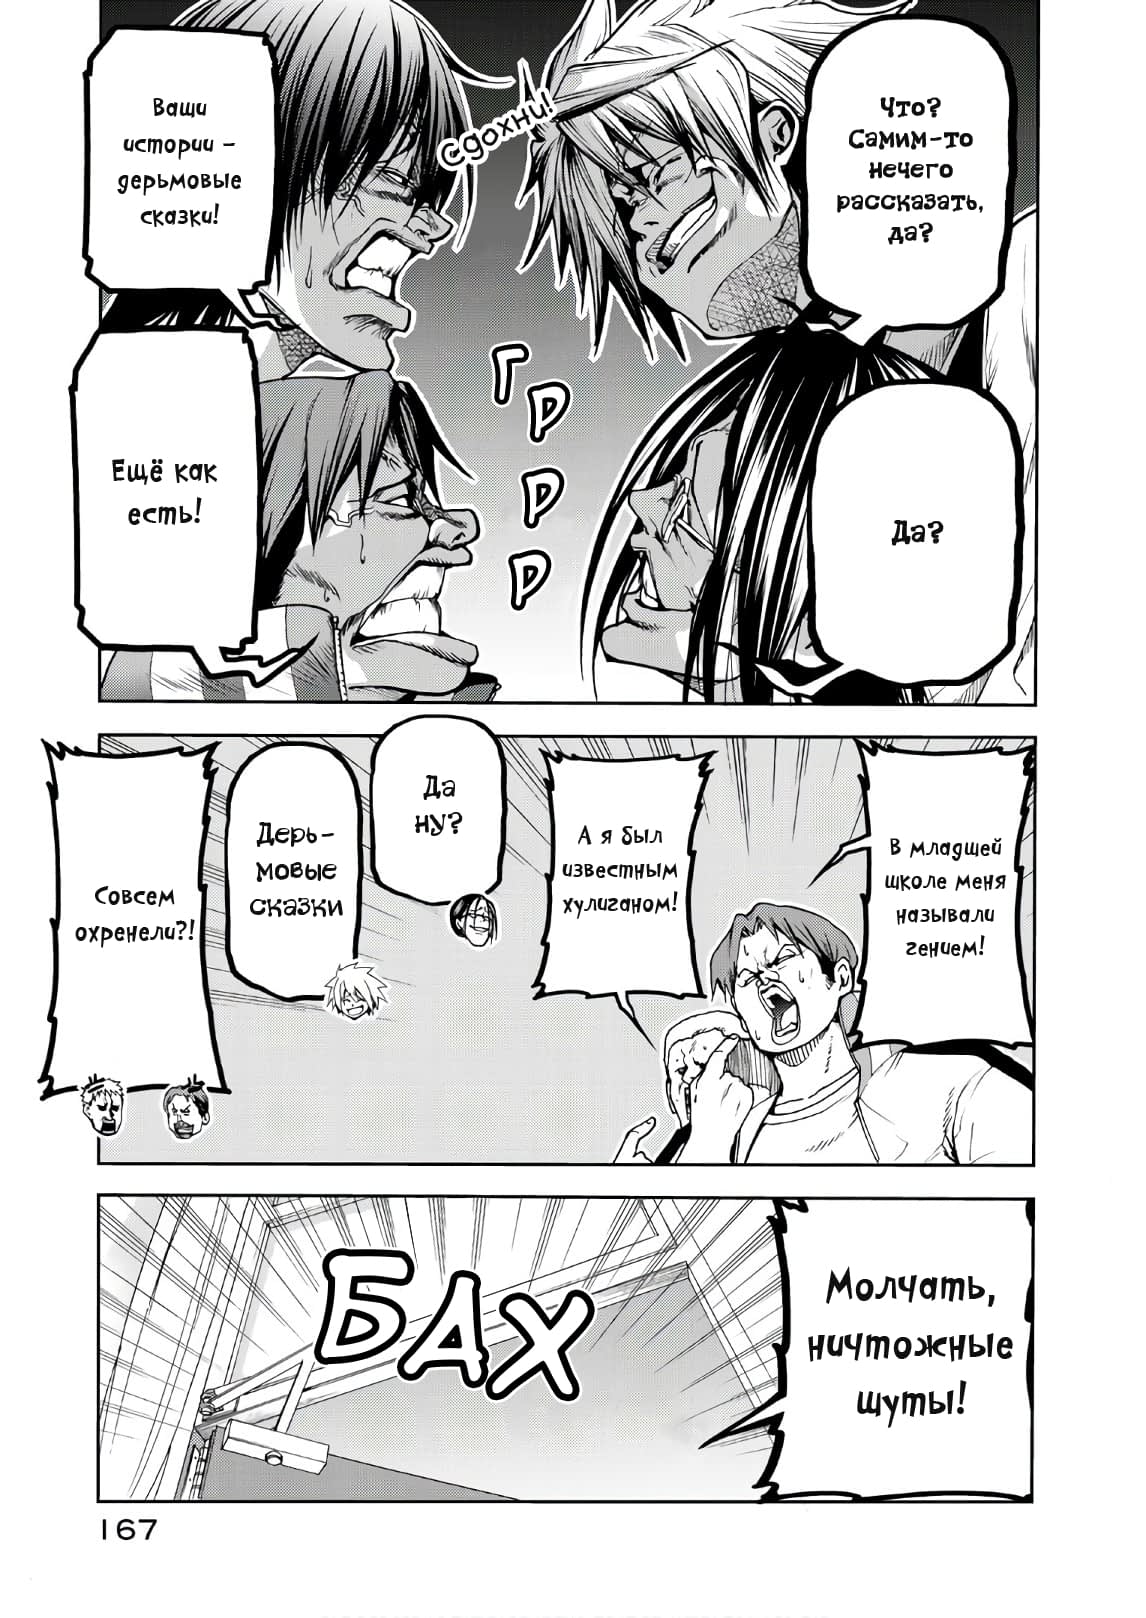 Что?
Самим-то
нечего
рассказать,
да?
сдохни!
Ваши
истории –
дерьмовые
сказки!
Да?
ГРРР
Ещё как
есть!
В младшей
школе меня
называли
гением!
А я был
известным
хулиганом!
Да
ну?
Дерь-
мовые
сказки
Совсем
охренели?!
Молчать,
ничтожные
шуты!
БАХ
167